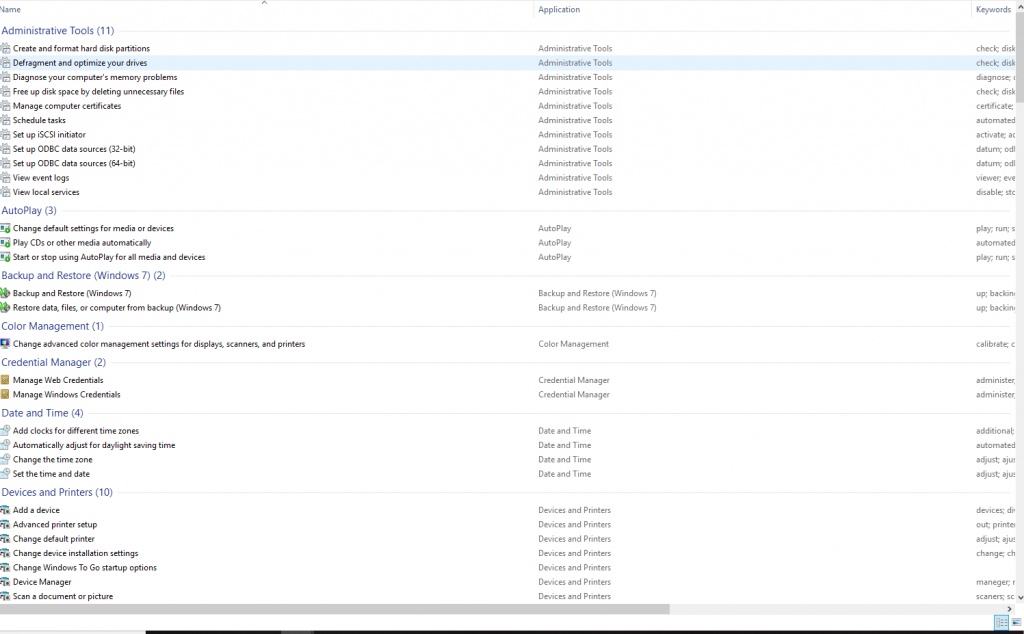 Name Application Keywords
Administrative Tools (11)
Create and format hard disk partitions Administrative Tools check; disk
Defragment and optimize your drives Administrative Tools check; disk
Diagnose your computer's memory problems Administrative Tools diagnose; c
Free up disk space by deleting unnecessary files Administrative Tools check; disk
Manage computer certificates Administrative Tools certificate;
Schedule tasks Administrative Tools automated
Set up iSCSI initiator Administrative Tools activate; ac
Set up ODBC data sources (32-bit) Administrative Tools datum; od
Set up ODBC data sources (64-bit) Administrative Tools datum; od
View event logs Administrative Tools viewer; eve
View local services Administrative Tools disable; sto
AutoPlay (3)
Change default settings for media or devices AutoPlay play; run; s
Play CDs or other media automatically AutoPlay automated
Start or stop using AutoPlay for all media and devices AutoPlay play; run; s
Backup and Restore (Windows 7) (2)
Backup and Restore (Windows 7) Backup and Restore (Windows 7) up; backin
Restore data, files, or computer from backup (Windows 7) Backup and Restore (Windows 7) up; backin
Color Management (1)
Change advanced color management settings for displays, scanners, and printers Color Management calibrate; c
Credential Manager (2)
Manage Web Credentials Credential Manager administer,
Manage Windows Credentials Credential Manager administer,
Date and Time (4)
Add clocks for different time zones Date and Time additional;
Automatically adjust for daylight saving time Date and Time automated
Change the time zone Date and Time adjust; ajus
Set the time and date Date and Time adjust; ajus
Devices and Printers (10)
Add a device Devices and Printers devices; di
Advanced printer setup Devices and Printers out; printe
Change default printer Devices and Printers adjust; ajus
Change device installation settings Devices and Printers change; ch
Change Windows To Go startup options Devices and Printers
Device Manager Devices and Printers maneger; r
Scan a document or picture Devices and Printers scaners; sc